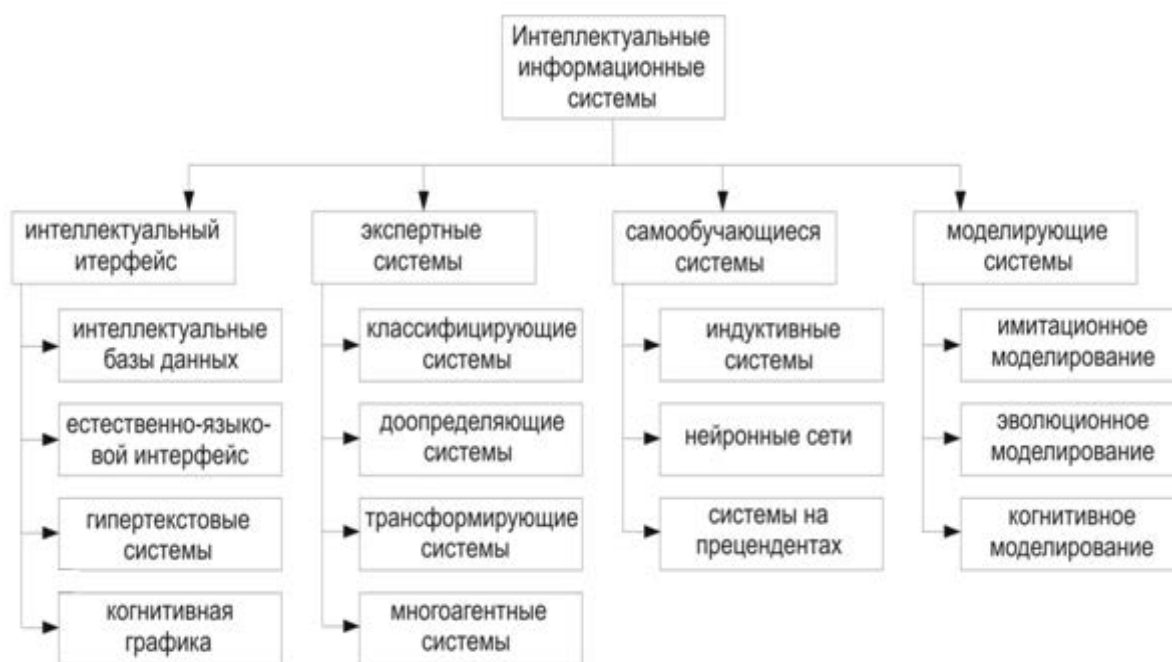 Интеллектуальные
информационные
системы
интеллектуальный
итерфейс
интеллектуальные
базы данных
естественно-языко-
вой интерфейс
гипертекстовые
системы
когнитивная
графика
экспертные
системы
классифицирующие
системы
доопределяющие
системы
трансформирующие
системы
многоагентные
системы
самообучающиеся
системы
индуктивные
системы
нейронные сети
системы на
прецендентах
моделирующие
системы
имитационное
моделирование
эволюционное
моделирование
когнитивное
моделирование